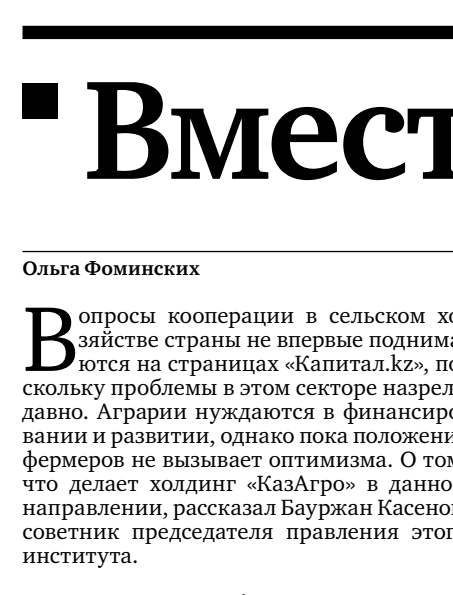 Вмест
Ольга Фоминских
Вопросы кооперации в сельском хо
зяйстве страны не впервые поднима
ются на страницах «Капитал.kz», по
скольку проблемы в этом секторе назрел
давно. Аграрии нуждаются в финансиро
вании и развитии, однако пока положени
фермеров не вызывает оптимизма. О том
что делает холдинг «КазАгро» в данно
направлении, рассказал Бауржан Касено
советник председателя правления этог
института.